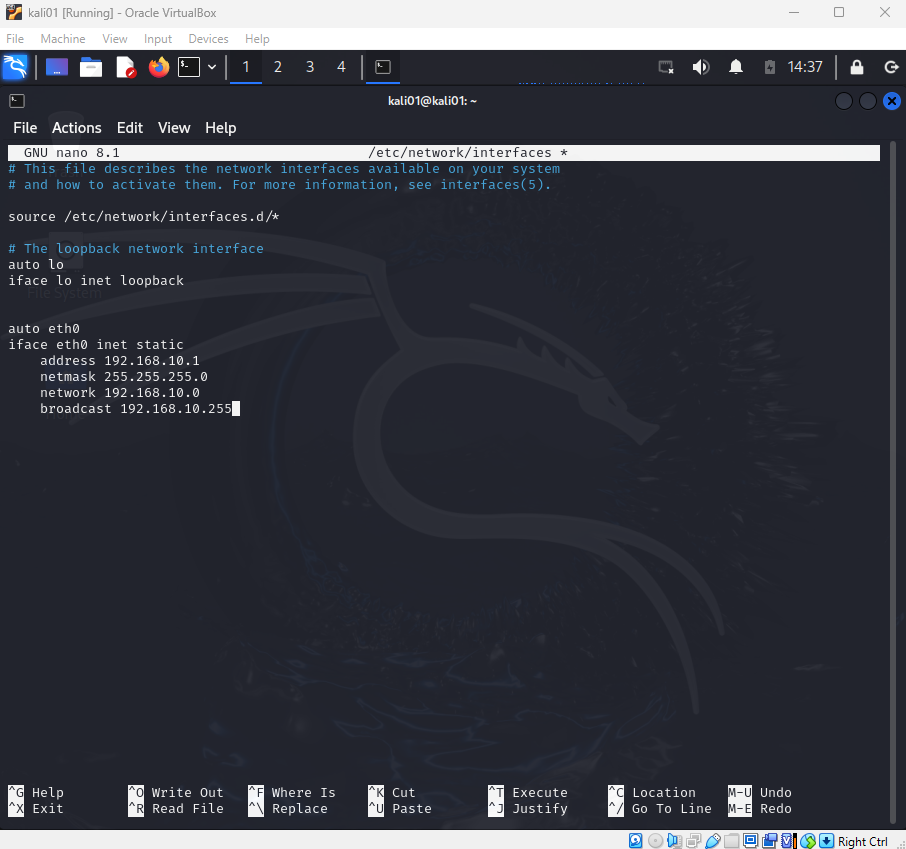 kali01 [Running] - Oracle VirtualBox
File Machine View Input Devices Help
1 2 3 4 14:37
kali01@kali01: ~
File Actions Edit View Help
GNU nano 8.1 /etc/network/interfaces *
# This file describes the network interfaces available on your system
# and how to activate them. For more information, see interfaces(5).
source /etc/network/interfaces.d/*
# The loopback network interface
auto lo
iface lo inet loopback
File System
auto eth0
iface eth0 inet static
address 192.168.10.1
netmask 255.255.255.0
network 192.168.10.0
broadcast 192.168.10.255
^G Help ^O Write Out ^F Where Is ^K Cut ^T Execute ^C Location M-U Undo
^X Exit ^R Read File ^\ Replace ^U Paste ^J Justify ^/ Go To Line M-E Redo
Right Ctrl